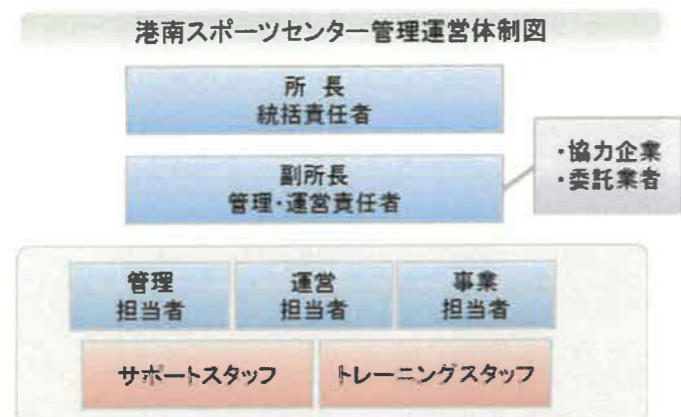 港南スポーツセンター管理運営体制図
所 長
統括責任者
・協力企業
・委託業者
副所長
管理・運営責任者
管理
担当者
運営
担当者
事業
担当者
サポートスタッフ
トレーニングスタッフ